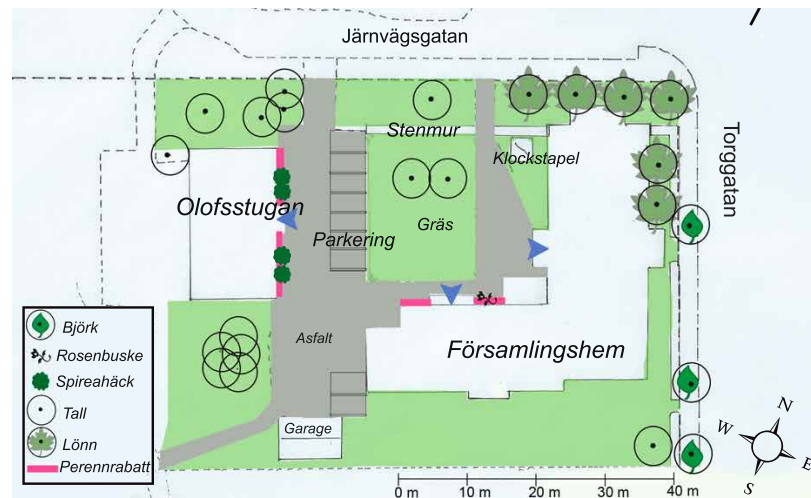 Järnvägsgatan
Torggatan
Stenmur
Klockstapel
Olofsstugan
Gräs
Parkering
Asfalt
Församlingshem
Garage
Björk
Rosenbuske
Spireahäck
Tall
Lönn
Perennrabatt
N
W
E
S
0 m 10 m 20 m 30 m 40 m